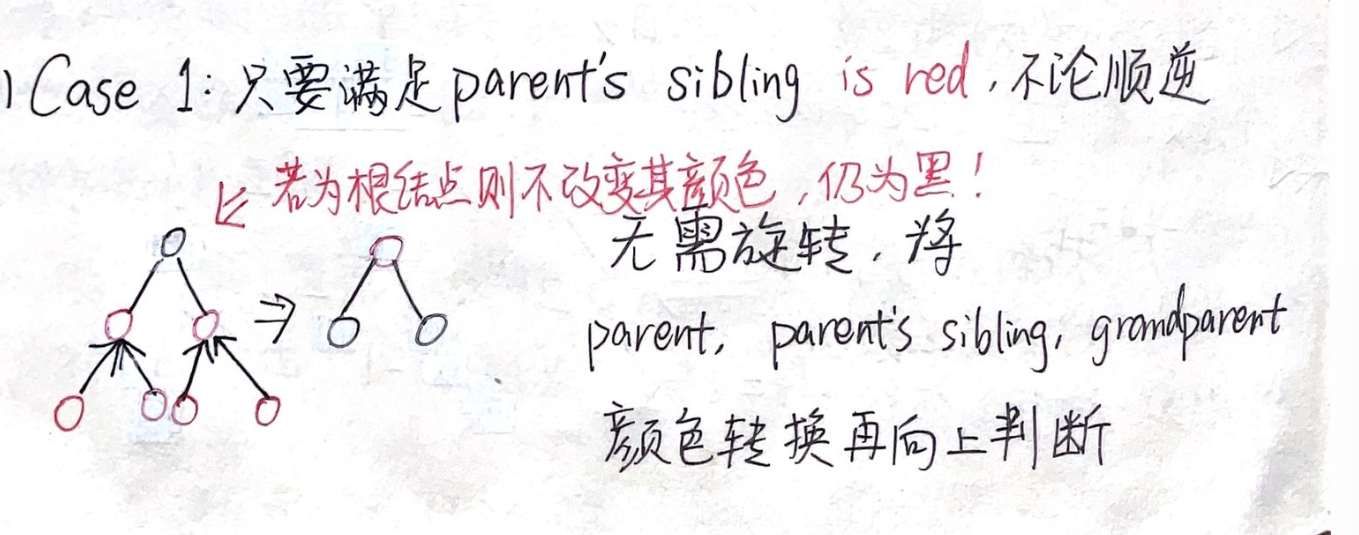 Case 1: 只要满足parent's sibling is red,不论顺逆
若为根结点则不改变其颜色,仍为黑!
无需旋转,将
parent, parent's sibling, grandparent
颜色转换再向上判断